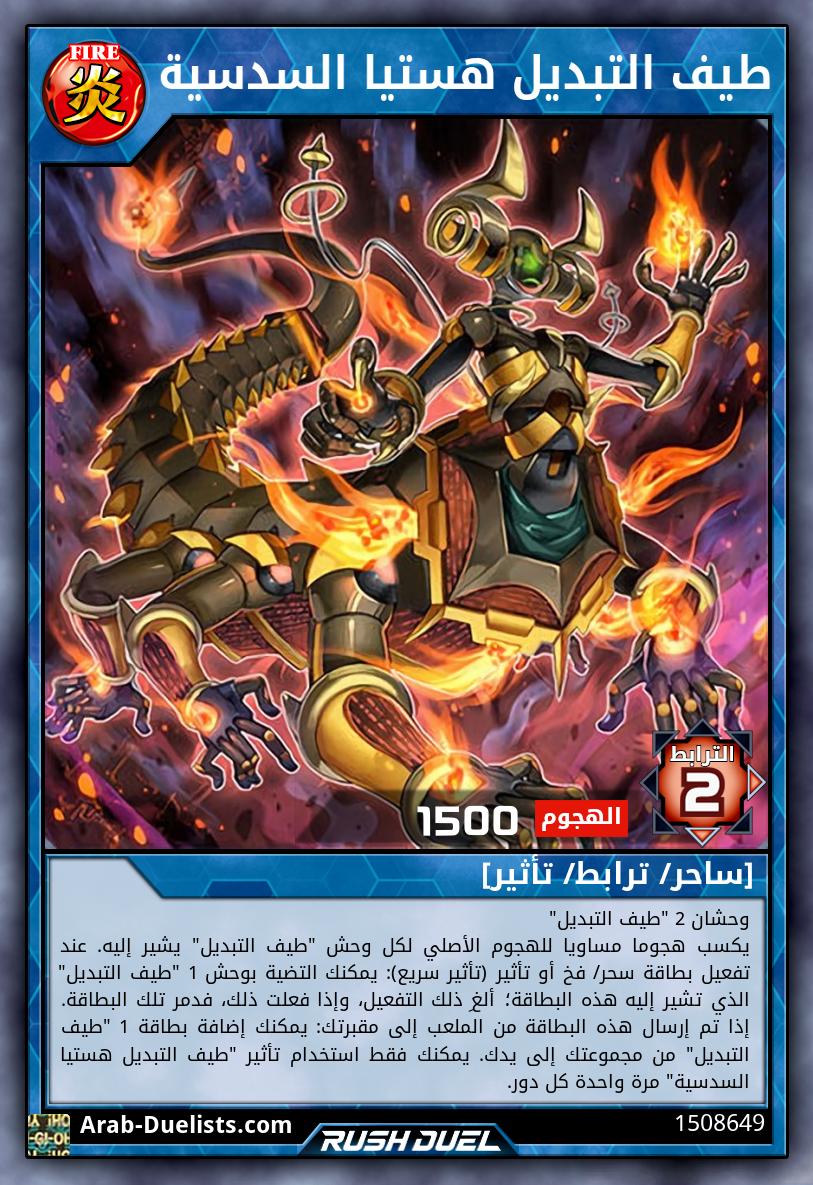 FIRE
炎
طيف التبديل هستيا السدسية
الترابط
2
الهجوم 1500
[ساحر/ ترابط/ تأثير]
وحشان 2 "طيف التبديل"
يكسب هجوما مساويا للهجوم الأصلي لكل وحش "طيف التبديل" يشير إليه. عند
تفعيل بطاقة سحر/ فخ أو تأثير (تأثير سريع): يمكنك التضية بوحش 1 "طيف التبديل"
الذي تشير إليه هذه البطاقة؛ ألغِ ذلك التفعيل، وإذا فعلت ذلك، فدمر تلك البطاقة.
إذا تم إرسال هذه البطاقة من الملعب إلى مقبرتك: يمكنك إضافة بطاقة 1 "طيف
التبديل" من مجموعتك إلى يدك. يمكنك فقط استخدام تأثير "طيف التبديل هستيا
السدسية" مرة واحدة كل دور.
Arab-Duelists.com
RUSH DUEL
1508649